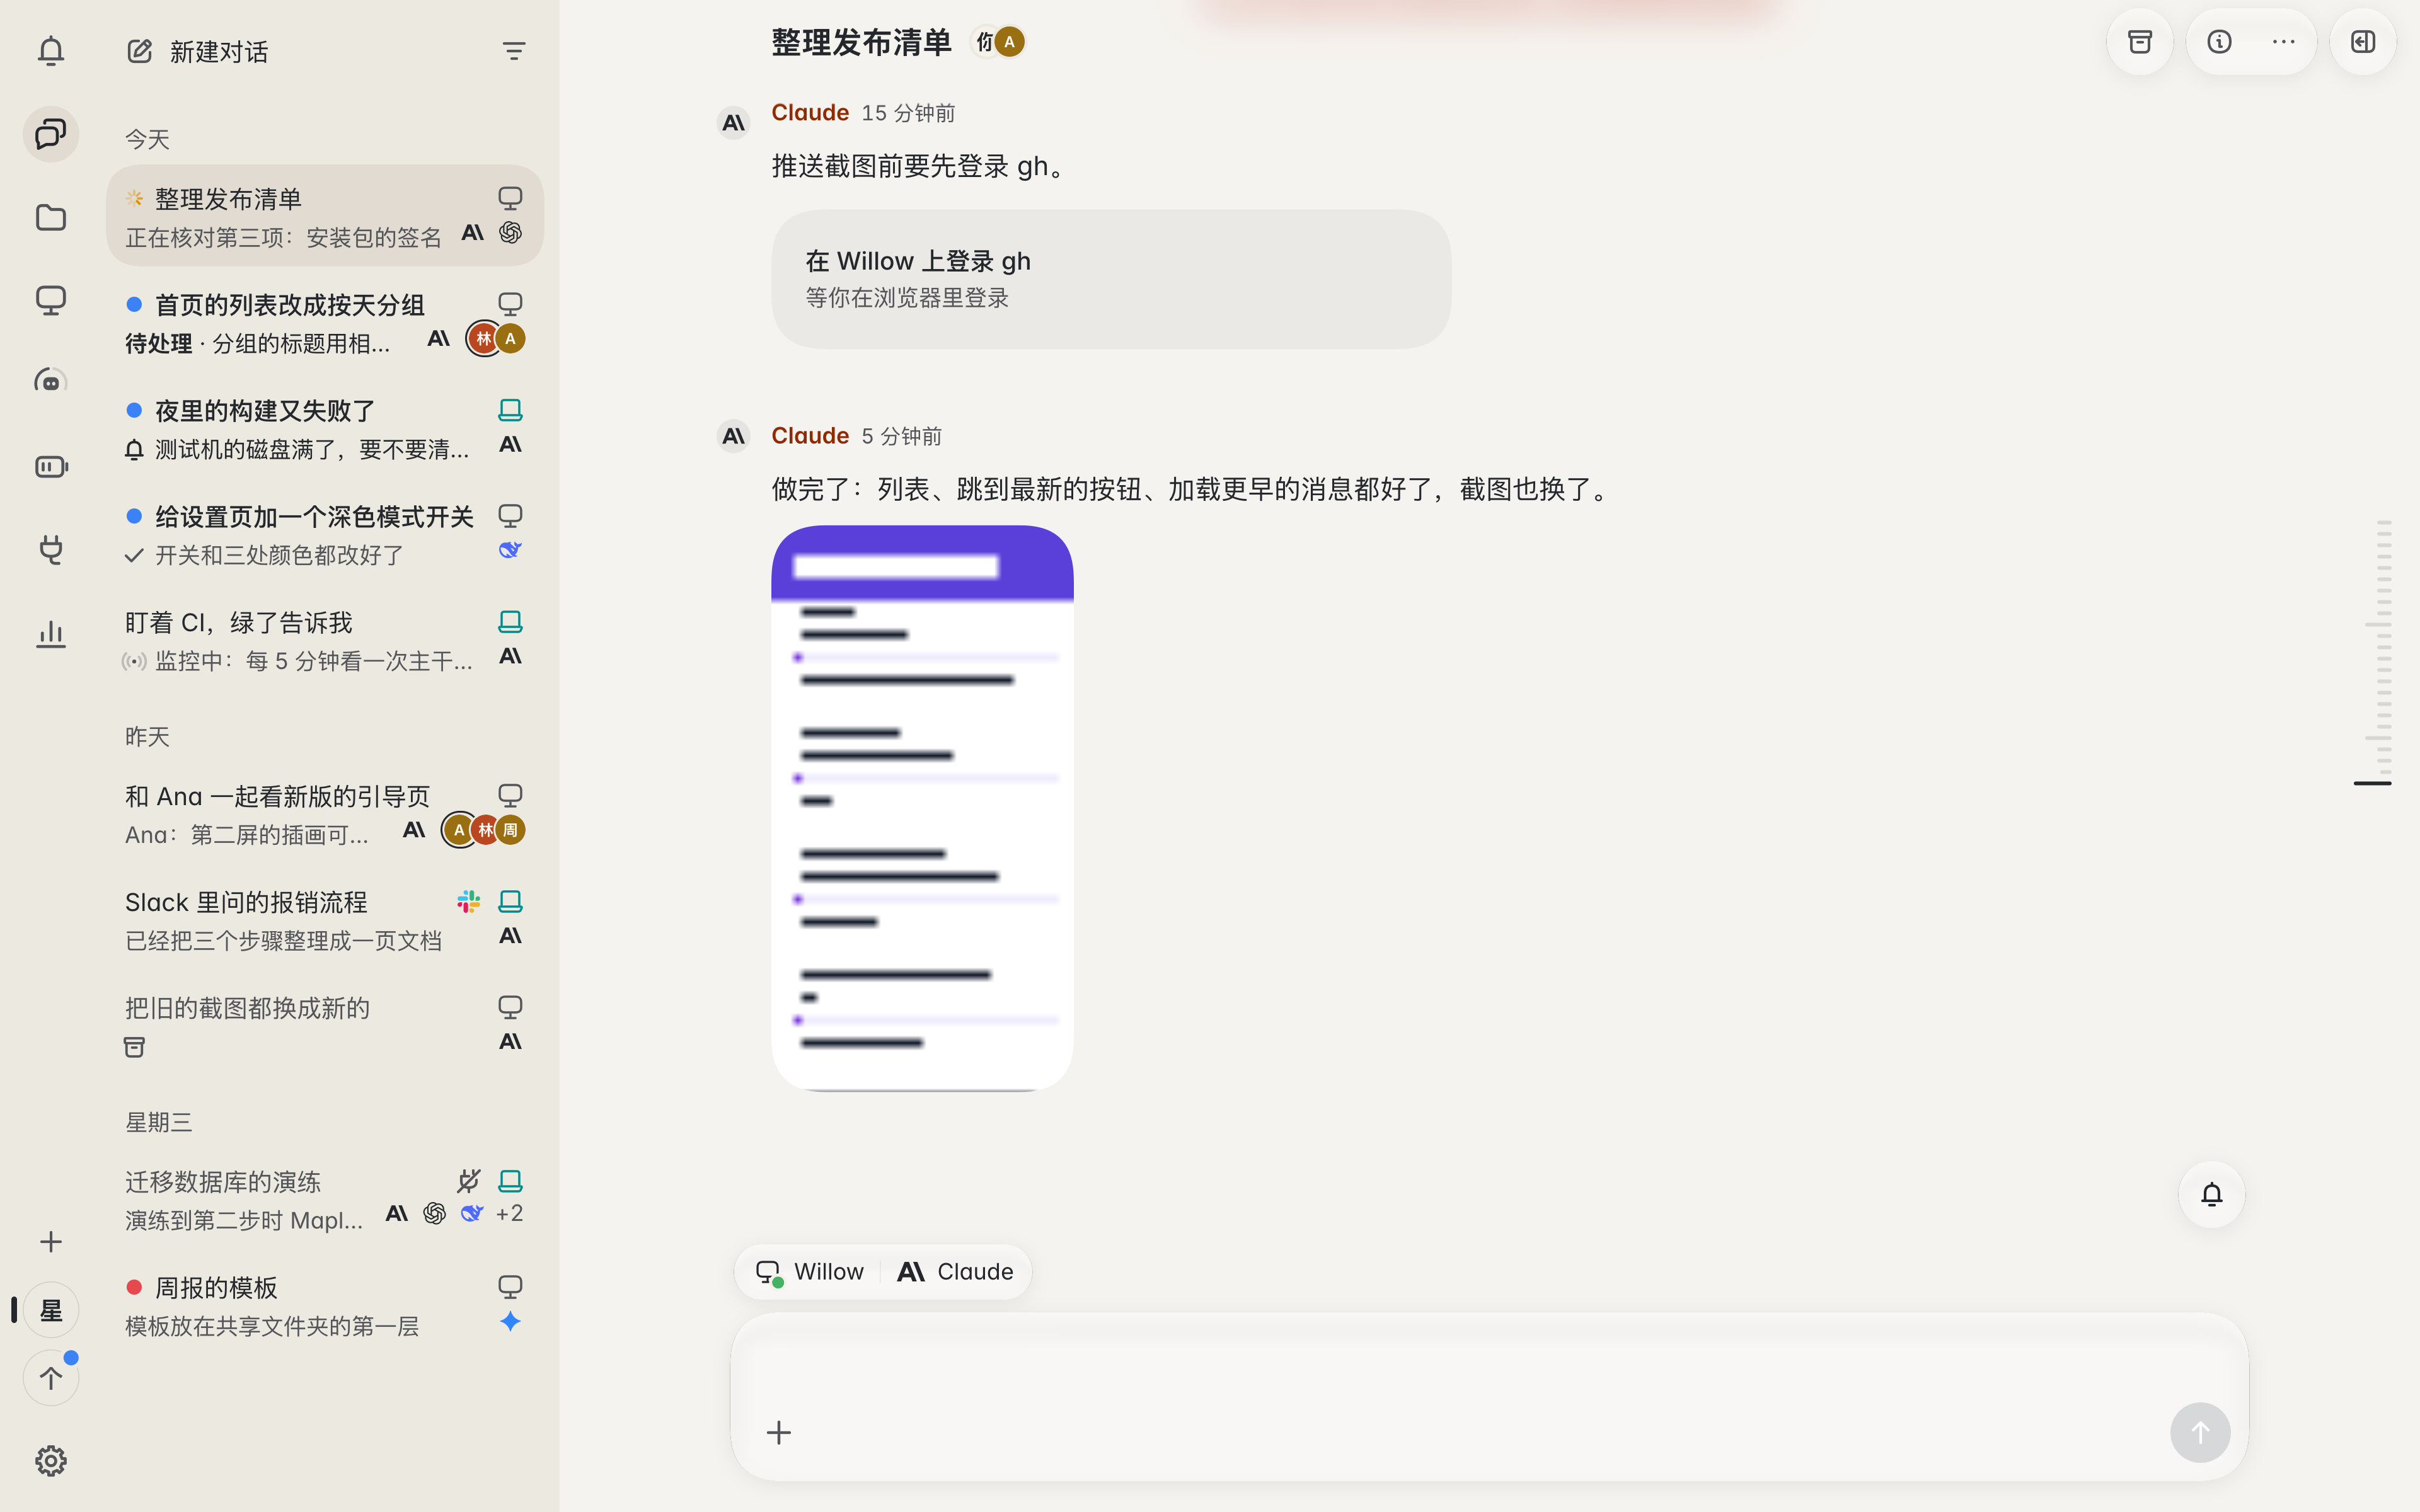 新建对话
今天
整理发布清单
正在核对第三项：安装包的签名
首页的列表改成按天分组
待处理 · 分组的标题用相...
林 A
夜里的构建又失败了
测试机的磁盘满了，要不要清...
给设置页加一个深色模式开关
开关和三处颜色都改好了
盯着 CI，绿了告诉我
监控中：每 5 分钟看一次主干...
昨天
和 Ana 一起看新版的引导页
Ana：第二屏的插画可...
A 林 周
Slack 里问的报销流程
已经把三个步骤整理成一页文档
把旧的截图都换成新的
星期三
迁移数据库的演练
演练到第二步时 Mapl...
+2
周报的模板
模板放在共享文件夹的第一层
星
个
整理发布清单
你 A
Claude 15 分钟前
推送截图前要先登录 gh。
在 Willow 上登录 gh
等你在浏览器里登录
Claude 5 分钟前
做完了：列表、跳到最新的按钮、加载更早的消息都好了，截图也换了。
Willow
Claude